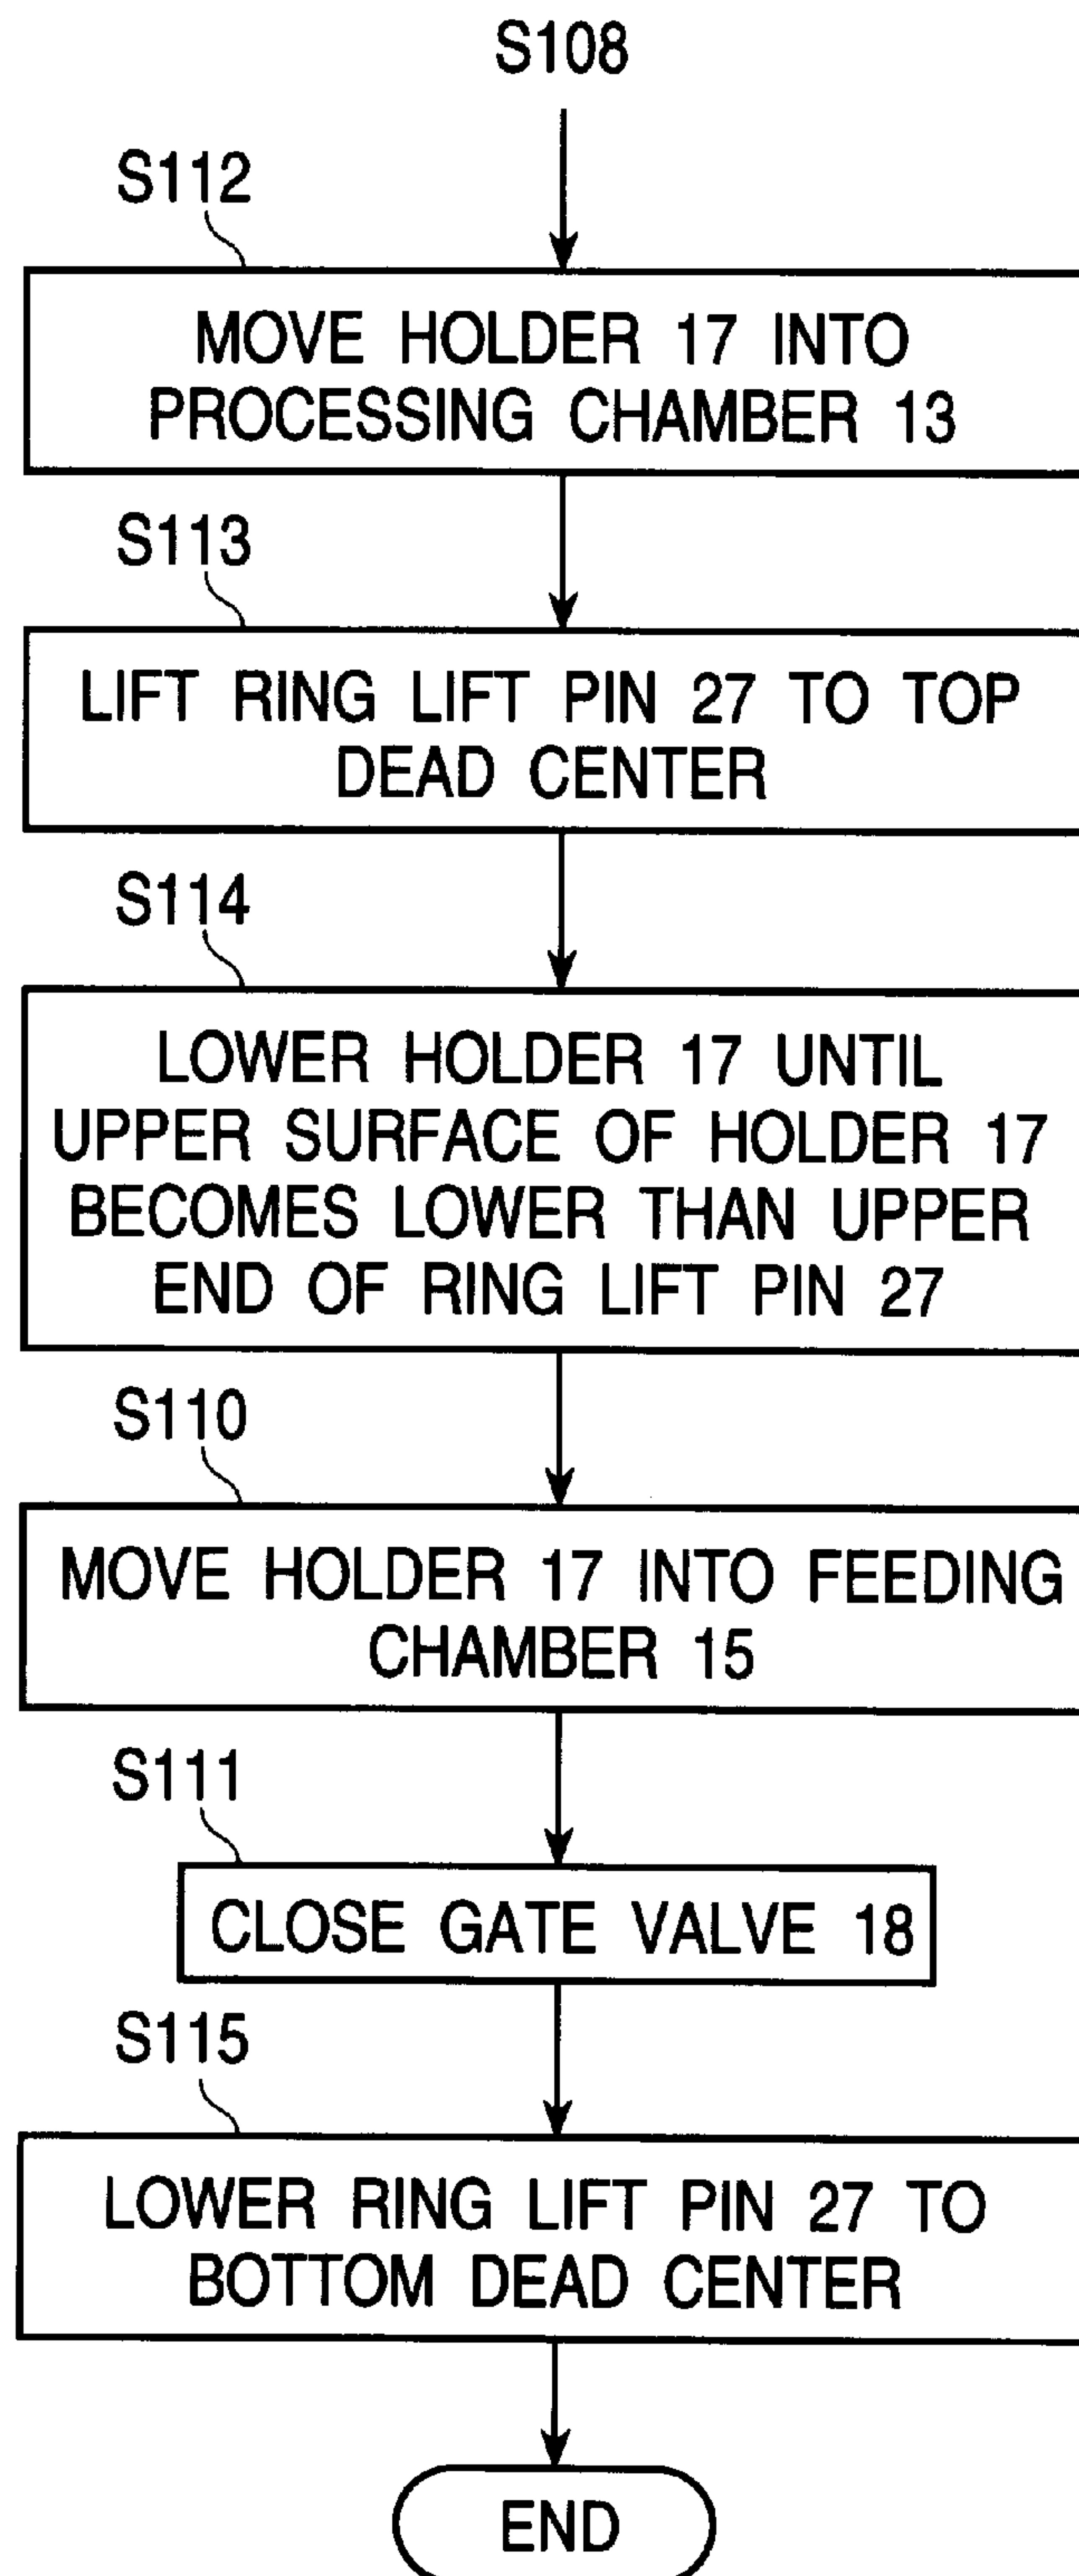 S108
S112
MOVE HOLDER 17 INTO
PROCESSING CHAMBER 13
S113
LIFT RING LIFT PIN 27 TO TOP
DEAD CENTER
S114
LOWER HOLDER 17 UNTIL
UPPER SURFACE OF HOLDER 17
BECOMES LOWER THAN UPPER
END OF RING LIFT PIN 27
S110
MOVE HOLDER 17 INTO FEEDING
CHAMBER 15
S111
CLOSE GATE VALVE 18
S115
LOWER RING LIFT PIN 27 TO
BOTTOM DEAD CENTER
END